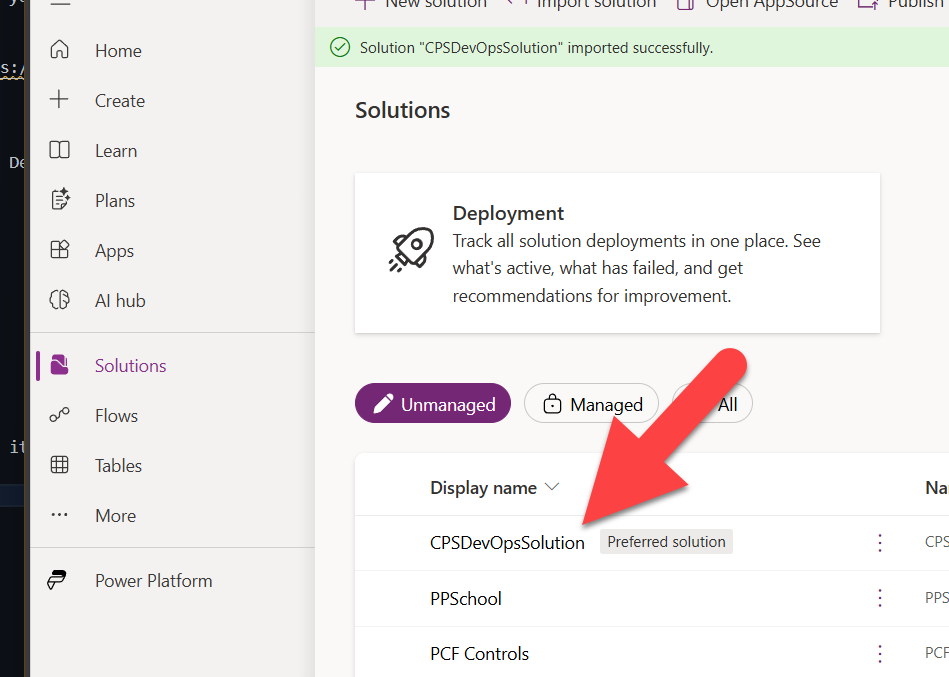 New solution
Import solution
Open AppSource
Publish
Solution "CPSDevOpsSolution" imported successfully.
Home
Create
Learn
Plans
Apps
AI hub
Solutions
Flows
Tables
More
Power Platform
Solutions
Deployment
Track all solution deployments in one place. See
what's active, what has failed, and get
recommendations for improvement.
Unmanaged
Managed
All
Display name
Na
CPSDevOpsSolution
Preferred solution
CPS
PPSchool
PPS
PCF Controls
PCF
s:/
De
it